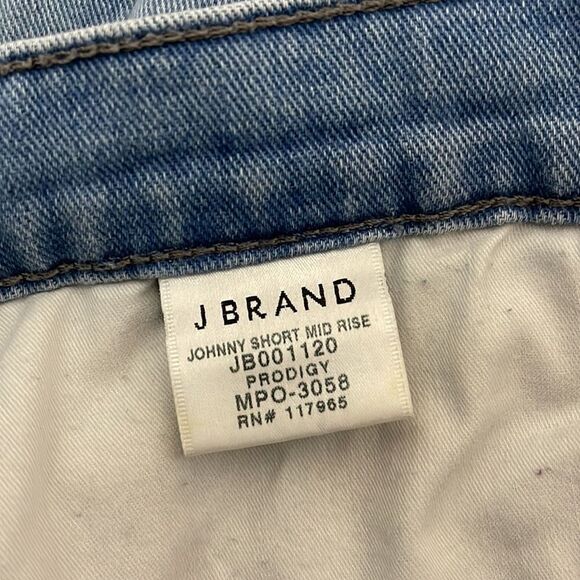 J BRAND
JOHNNY SHORT MID RISE
JB001120
PRODIGY
MPO-3058
RN# 117965